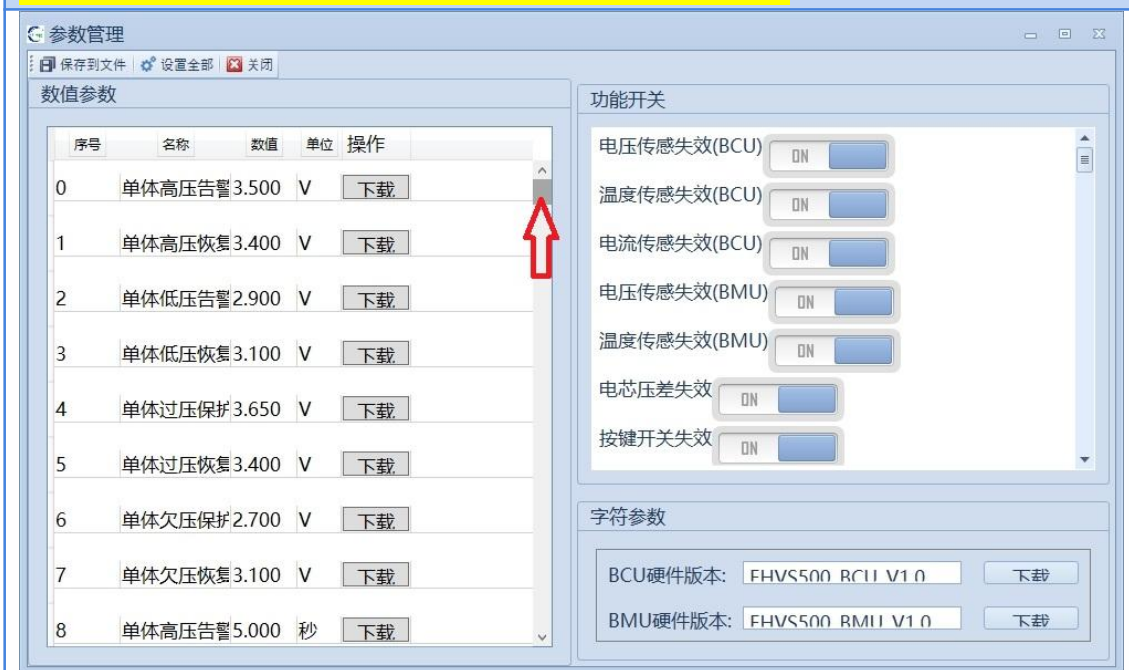 参数管理
保存到文件 设置全部 关闭
数值参数
序号 名称 数值 单位 操作
0 单体高压告警 3.500 V 下载
1 单体高压恢复 3.400 V 下载
2 单体低压告警 2.900 V 下载
3 单体低压恢复 3.100 V 下载
4 单体过压保护 3.650 V 下载
5 单体过压恢复 3.400 V 下载
6 单体欠压保护 2.700 V 下载
7 单体欠压恢复 3.100 V 下载
8 单体高压告警 5.000 秒 下载
功能开关
电压传感失效(BCU) ON
温度传感失效(BCU) ON
电流传感失效(BCU) ON
电压传感失效(BMU) ON
温度传感失效(BMU) ON
电芯压差失效 ON
按键开关失效 ON
字符参数
BCU硬件版本: EHVS500_BCU_V1.0 下载
BMU硬件版本: EHVS500_BMU_V1.0 下载